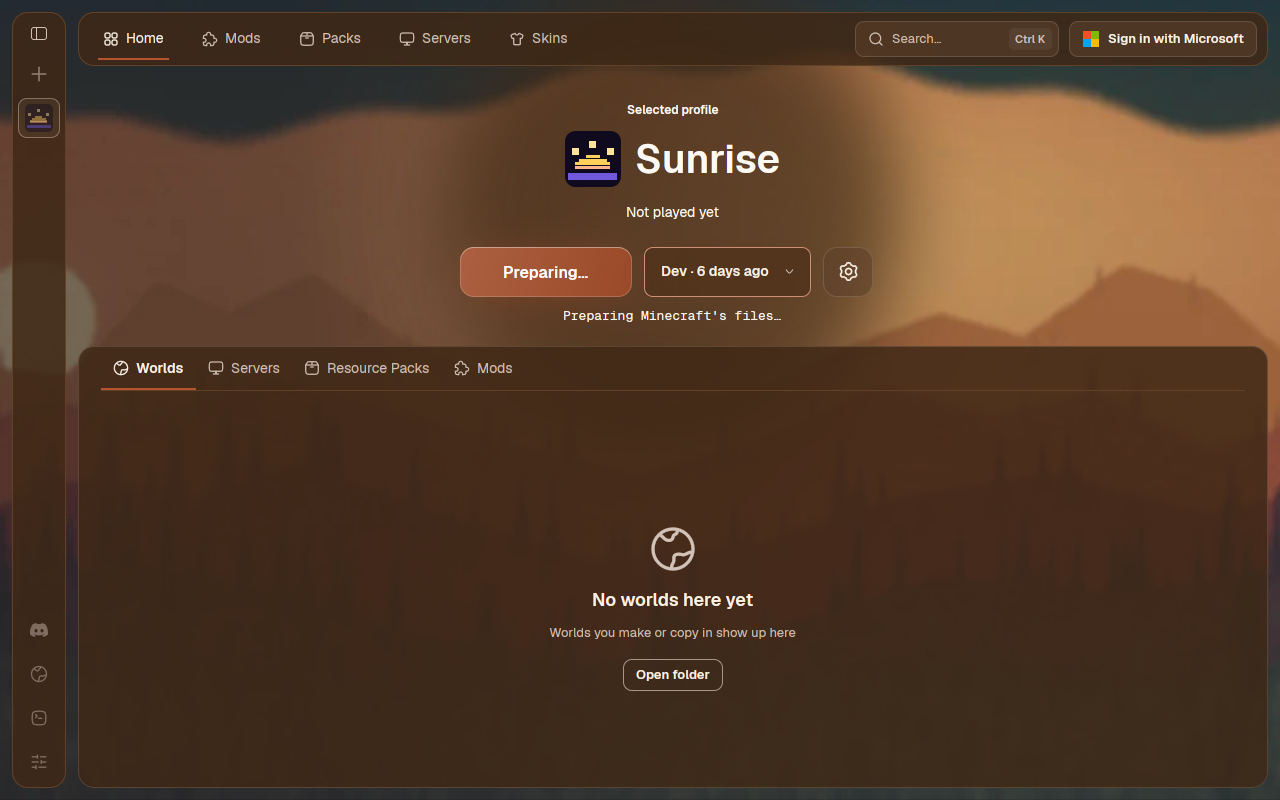 Home
Mods
Packs
Servers
Skins
Search...
Ctrl K
Sign in with Microsoft
Selected profile
Sunrise
Not played yet
Preparing...
Dev · 6 days ago
Preparing Minecraft's files…
Worlds
Servers
Resource Packs
Mods
No worlds here yet
Worlds you make or copy in show up here
Open folder